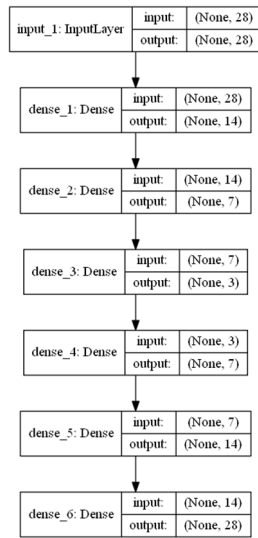 input_1: InputLayer input: (None, 28)
output: (None, 28)
dense_1: Dense input: (None, 28)
output: (None, 14)
dense_2: Dense input: (None, 14)
output: (None, 7)
dense_3: Dense input: (None, 7)
output: (None, 3)
dense_4: Dense input: (None, 3)
output: (None, 7)
dense_5: Dense input: (None, 7)
output: (None, 14)
dense_6: Dense input: (None, 14)
output: (None, 28)